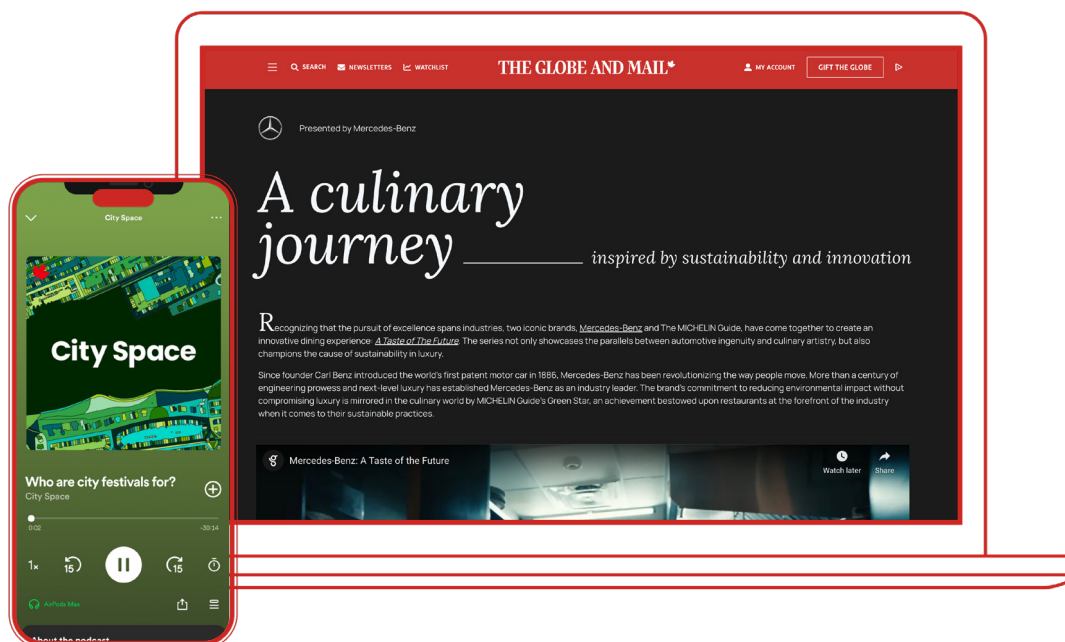 SEARCH NEWSLETTERS WATCHLIST THE GLOBE AND MAIL MY ACCOUNT GIFT THE GLOBE
Presented by Mercedes-Benz
A culinary
journey inspired by sustainability and innovation
Recognizing that the pursuit of excellence spans industries, two iconic brands, Mercedes-Benz and The MICHELIN Guide, have come together to create an
innovative dining experience: A Taste of The Future. The series not only showcases the parallels between automotive ingenuity and culinary artistry, but also
champions the cause of sustainability in luxury.
Since founder Carl Benz introduced the world's first patent motor car in 1886, Mercedes-Benz has been revolutionizing the way people move. More than a century of
engineering prowess and next-level luxury has established Mercedes-Benz as an industry leader. The brand's commitment to reducing environmental impact without
compromising luxury is mirrored in the culinary world by MICHELIN Guide's Green Star, an achievement bestowed upon restaurants at the forefront of the industry
when it comes to their sustainable practices.
Mercedes-Benz: A Taste of the Future
Watch later Share
City Space
City Space
Who are city festivals for?
City Space
0:02 -30:14
1x 15 15
AirPods Max
About the podcast